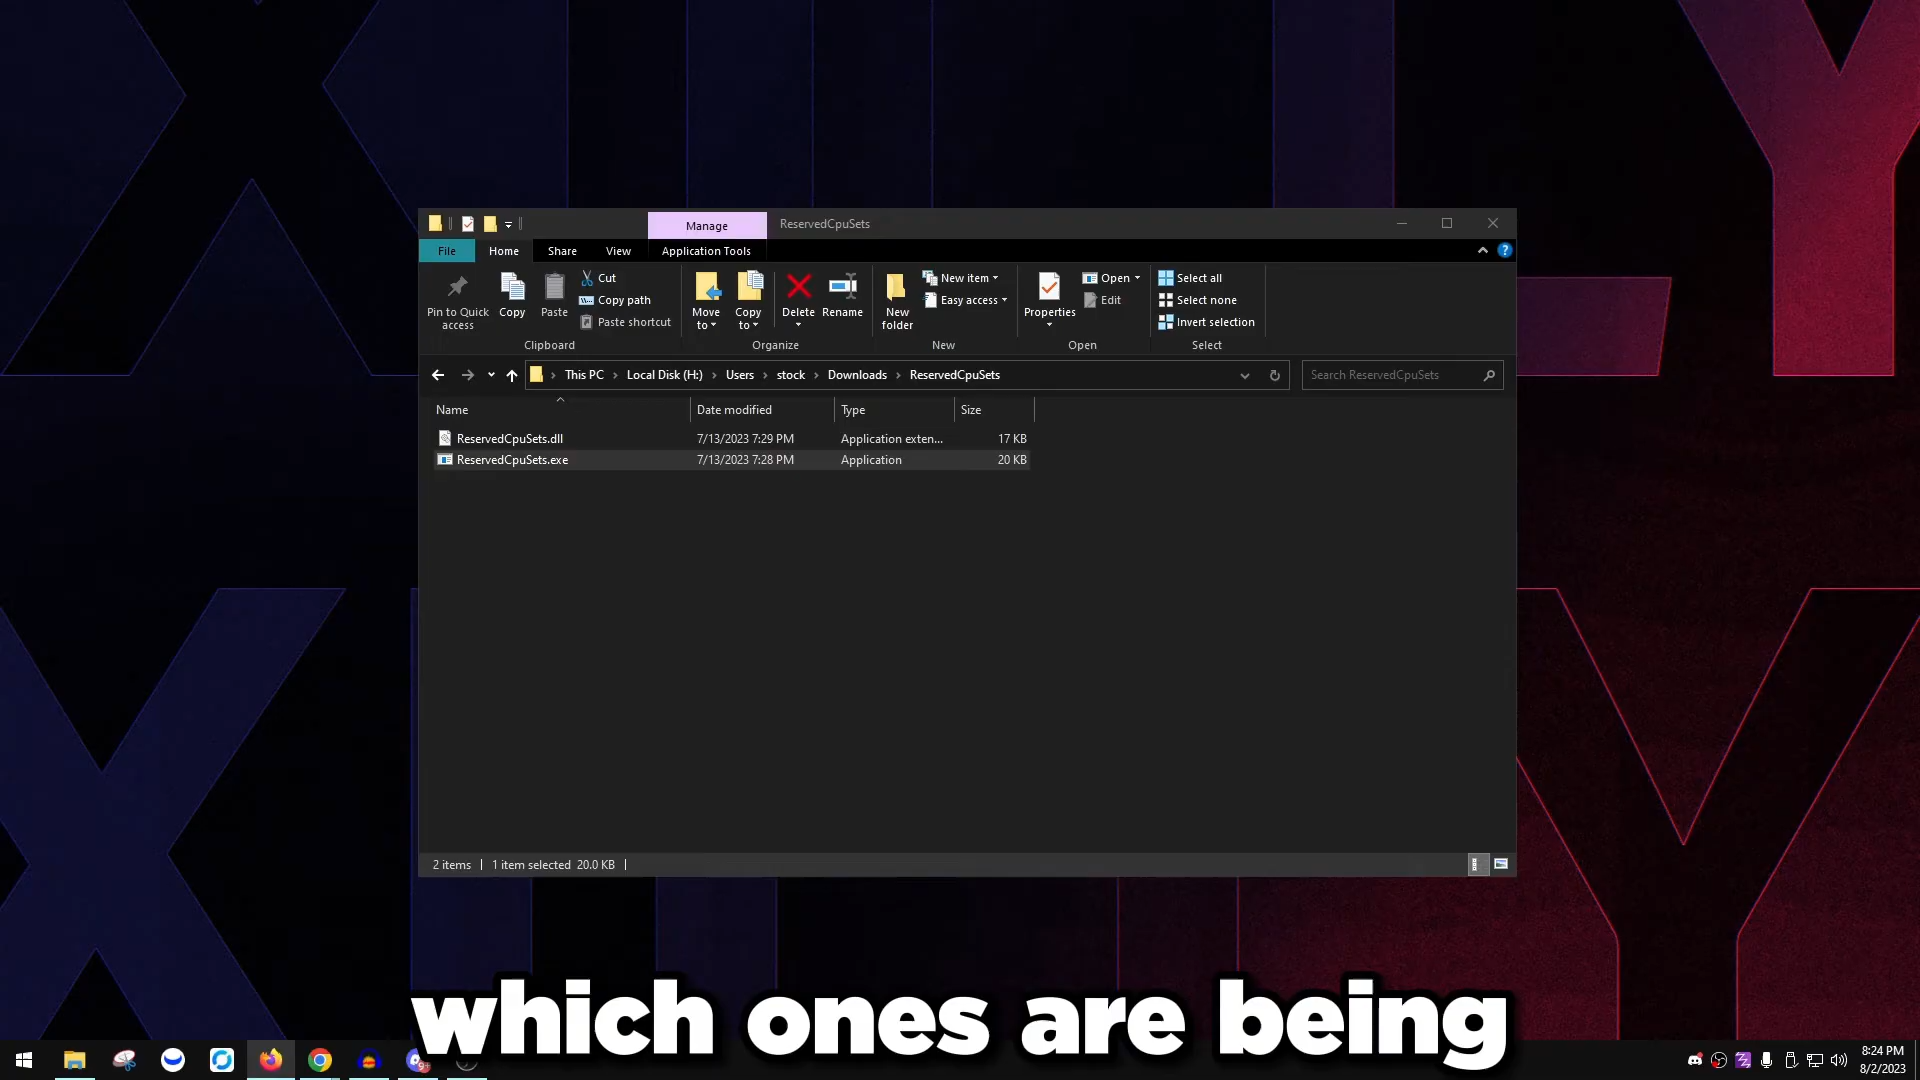 Manage
ReservedCpuSets
File
Home
Share
View
Application Tools
Pin to Quick access
Copy
Paste
Cut
Copy path
Paste shortcut
Clipboard
Move to
Copy to
Delete
Rename
Organize
New folder
New item
Easy access
New
Properties
Open
Edit
Open
Select all
Select none
Invert selection
Select
This PC > Local Disk (H:) > Users > stock > Downloads > ReservedCpuSets
Search ReservedCpuSets
Name Date modified Type Size
ReservedCpuSets.dll 7/13/2023 7:29 PM Application exten... 17 KB
ReservedCpuSets.exe 7/13/2023 7:28 PM Application 20 KB
2 items | 1 item selected 20.0 KB |
which ones are being
9+
8:24 PM
8/2/2023